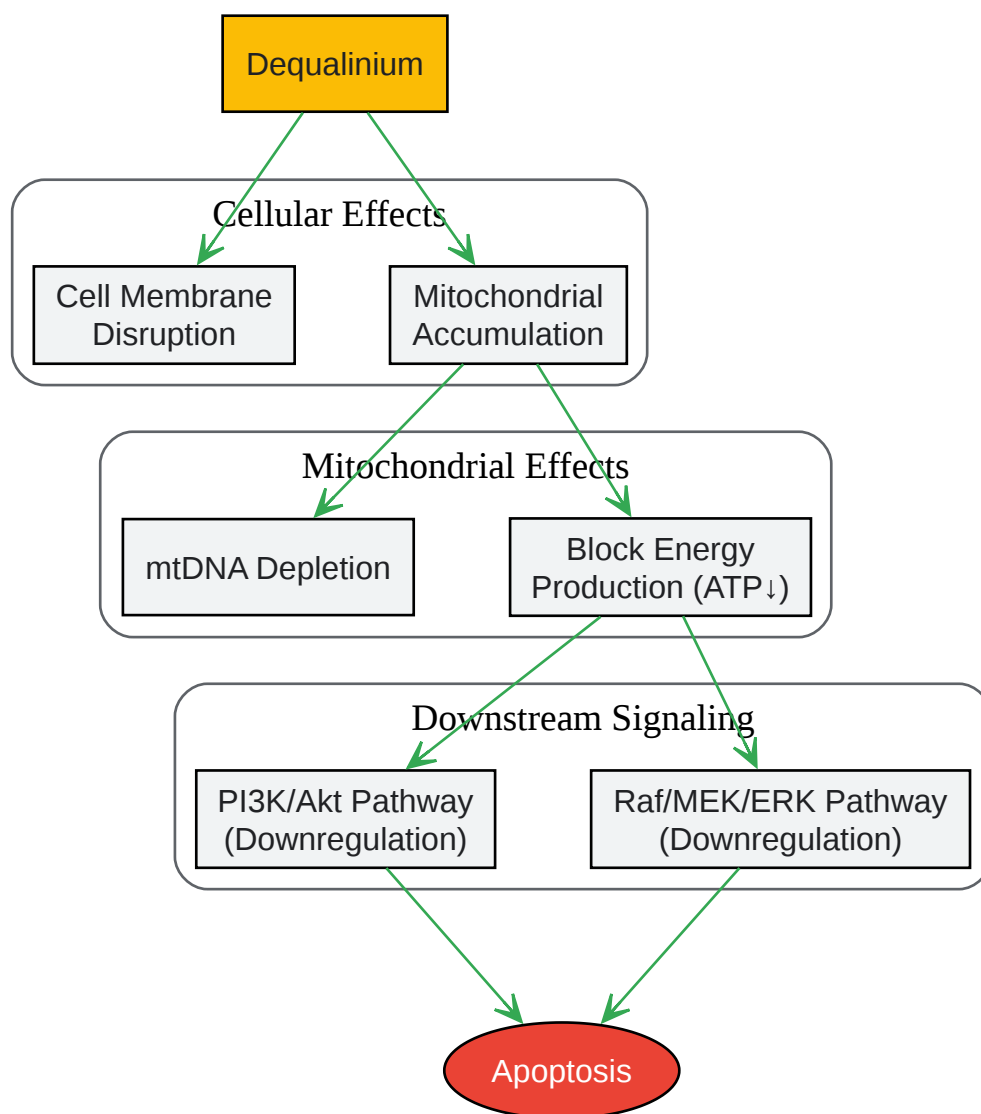 Dequalinium
Cellular Effects
Cell Membrane
Disruption
Mitochondrial
Accumulation
Mitochondrial Effects
mtDNA Depletion
Block Energy
Production (ATP↓)
Downstream Signaling
PI3K/Akt Pathway
(Downregulation)
Raf/MEK/ERK Pathway
(Downregulation)
Apoptosis